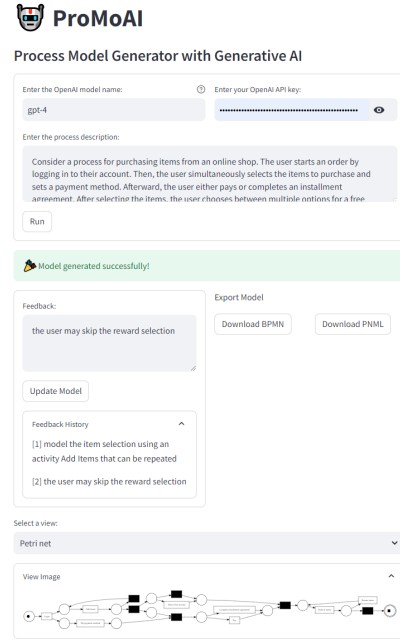 ProMoAI
Process Model Generator with Generative AI
Enter the OpenAI model name:
Enter your OpenAI API key:
gpt-4
Enter the process description:
Consider a process for purchasing items from an online shop. The user starts an order by
logging in to their account. Then, the user simultaneously selects the items to purchase and
sets a payment method. Afterward, the user either pays or completes an installment
agreement. After selecting the items, the user chooses between multiple options for a free
Run
Model generated successfully!
Feedback:
Export Model
the user may skip the reward selection
Download BPMN
Download PNML
Update Model
Feedback History
[1] model the item selection using an
activity Add Items that can be repeated
[2] the user may skip the reward selection
Select a view:
Petri net
View Image